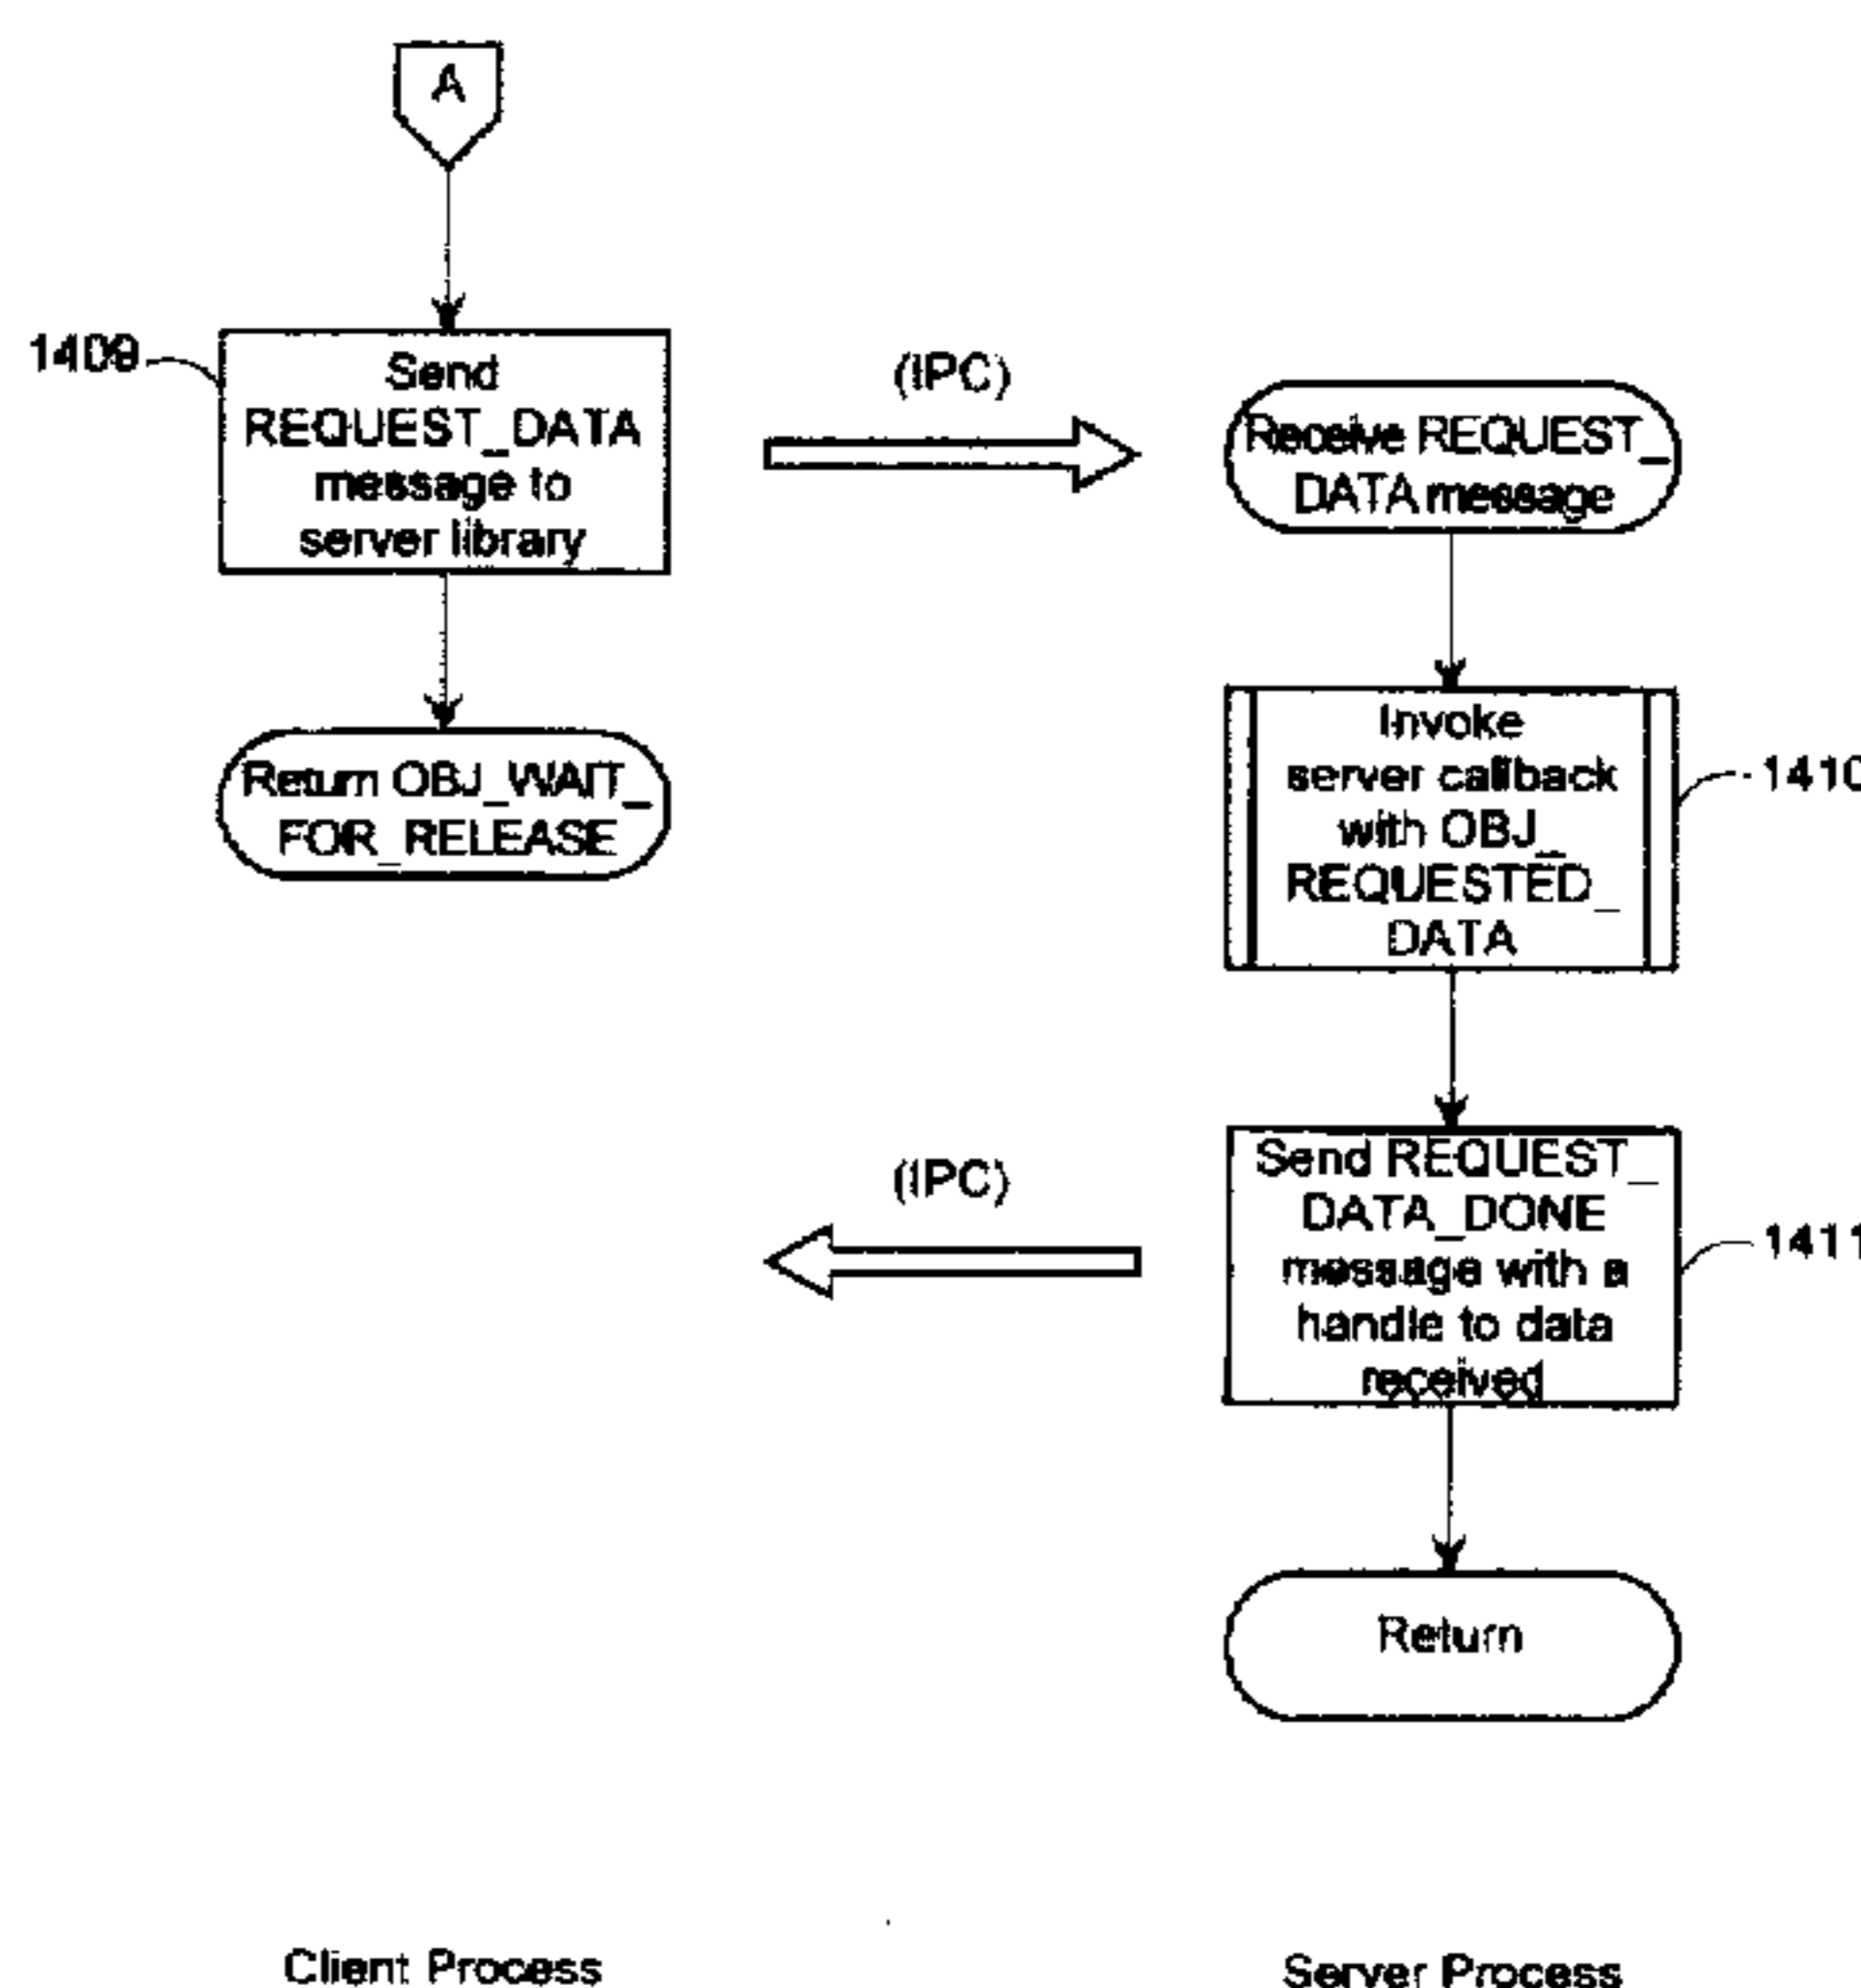 A
1409
Send
REQUEST_DATA
message to
server library
(IPC)
Receive REQUEST_
DATA message
Return OBJ_WAIT_
FOR_RELEASE
Invoke
server callback
with OBJ_
REQUESTED_
DATA
1410
(IPC)
Send REQUEST_
DATA_DONE
message with a
handle to data
received
1411
Return
Client Process
Server Process